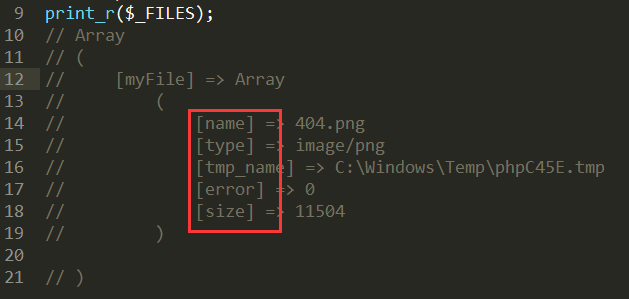 9 print_r($_FILES);
10 // Array
11 // (
12 //     [myFile] => Array
13 //         (
14 //             [name] => 404.png
15 //             [type] => image/png
16 //             [tmp_name] => C:\Windows\Temp\phpC45E.tmp
17 //             [error] => 0
18 //             [size] => 11504
19 //         )
20
21 // )